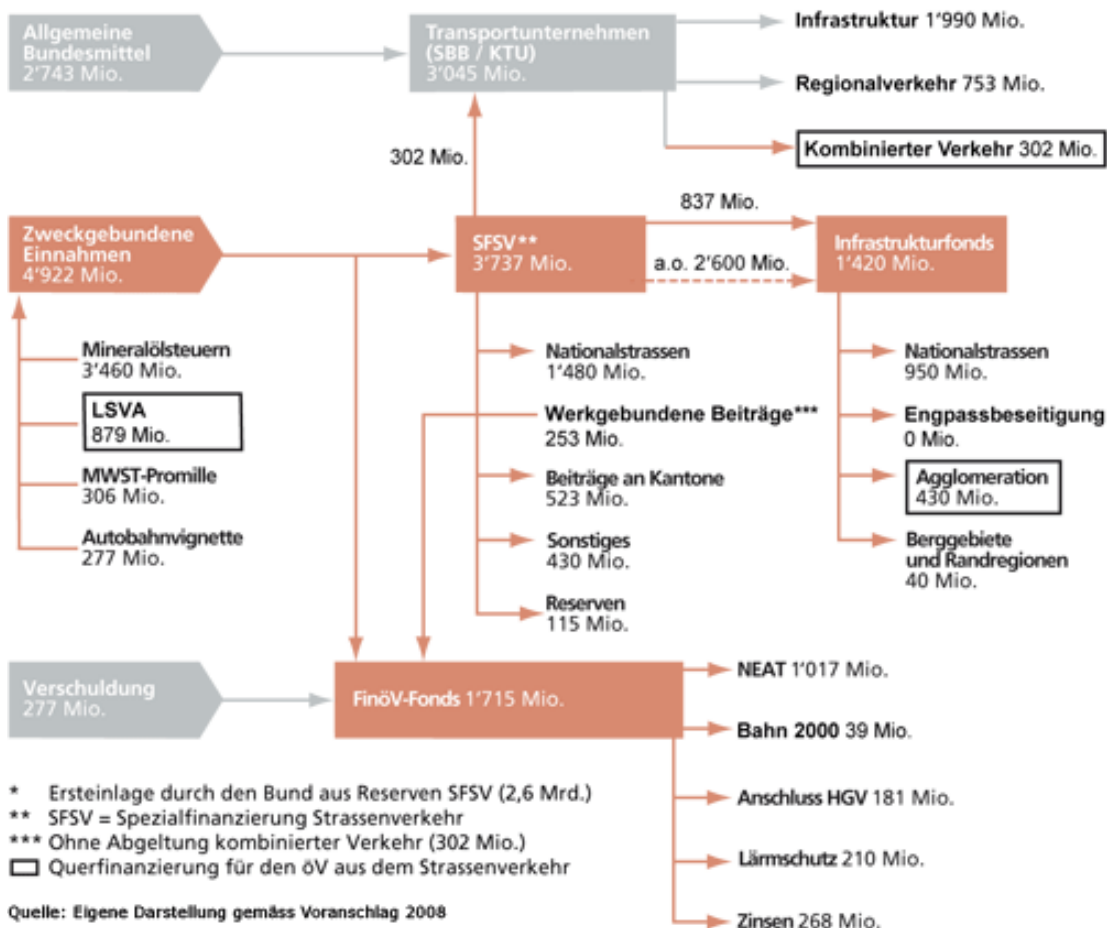 Allgemeine
Bundesmittel
2'743 Mio.
Transportunternehmen
(SBB / KTU)
3'045 Mio.
Infrastruktur 1'990 Mio.
Regionalverkehr 753 Mio.
Kombinierter Verkehr 302 Mio.
302 Mio.
Zweckgebundene
Einnahmen
4'922 Mio.
SFSV**
3'737 Mio.
837 Mio.
a.o. 2'600 Mio.
Infrastrukturfonds
1'420 Mio.
Mineralölsteuern
3'460 Mio.
LSVA
879 Mio.
MWST-Promille
306 Mio.
Autobahnvignette
277 Mio.
Nationalstrassen
1'480 Mio.
Werkgebundene Beiträge***
253 Mio.
Beiträge an Kantone
523 Mio.
Sonstiges
430 Mio.
Reserven
115 Mio.
Nationalstrassen
950 Mio.
Engpassbeseitigung
0 Mio.
Agglomeration
430 Mio.
Berggebiete
und Randregionen
40 Mio.
Verschuldung
277 Mio.
FinöV-Fonds 1'715 Mio.
NEAT 1'017 Mio.
Bahn 2000 39 Mio.
Anschluss HGV 181 Mio.
Lärmschutz 210 Mio.
Zinsen 268 Mio.
* Ersteinlage durch den Bund aus Reserven SFSV (2,6 Mrd.)
** SFSV = Spezialfinanzierung Strassenverkehr
*** Ohne Abgeltung kombinierter Verkehr (302 Mio.)
Querfinanzierung für den öV aus dem Strassenverkehr
Quelle: Eigene Darstellung gemäss Voranschlag 2008